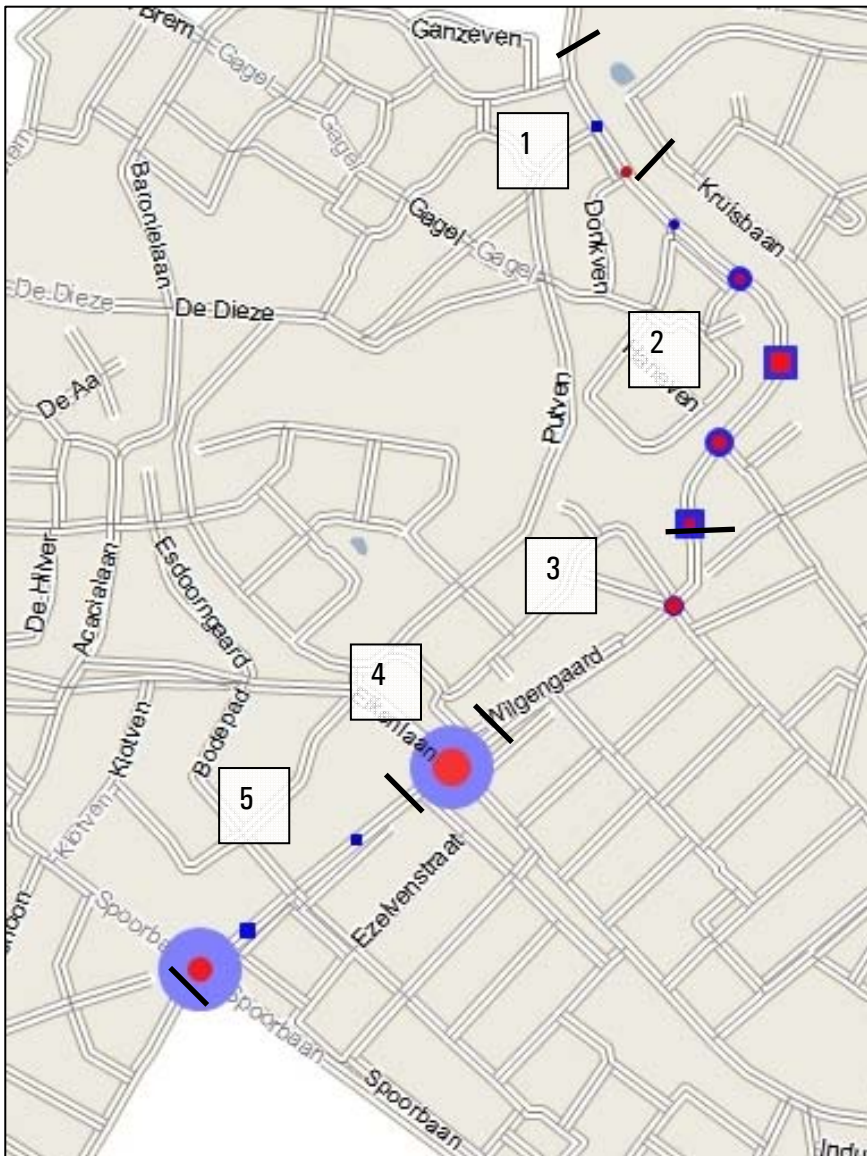 Brem
Ganzeven
Gagel
1
Gagel
Kruisbaan
Baronielaan
Donkven
Gagel
Gagel
De Dieze
De Dieze
2
De Aa
Putven
De Hilver
Acacialaan
Esdoorngaard
3
4
Wilgengaard
Bodepad
Klotven
5
Klotven
Ezelvenstraat
Spoorbaan
Spoorbaan